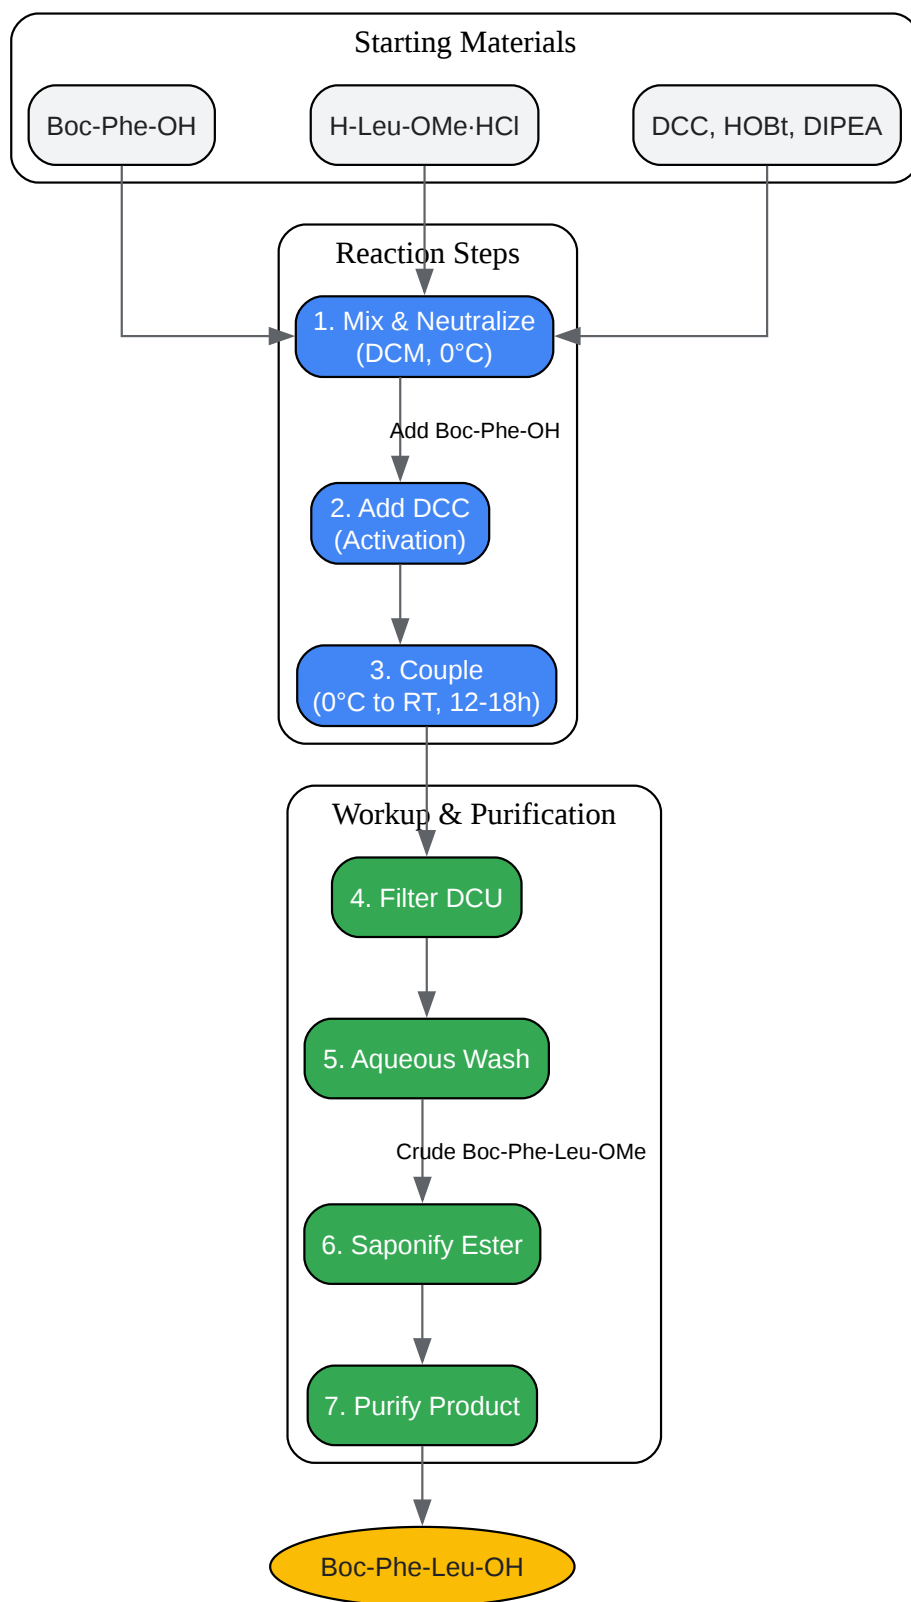 Starting Materials
Boc-Phe-OH
H-Leu-OMe·HCl
DCC, HOBt, DIPEA
Reaction Steps
1. Mix & Neutralize
(DCM, 0°C)
Add Boc-Phe-OH
2. Add DCC
(Activation)
3. Couple
(0°C to RT, 12-18h)
Workup & Purification
4. Filter DCU
5. Aqueous Wash
Crude Boc-Phe-Leu-OMe
6. Saponify Ester
7. Purify Product
Boc-Phe-Leu-OH